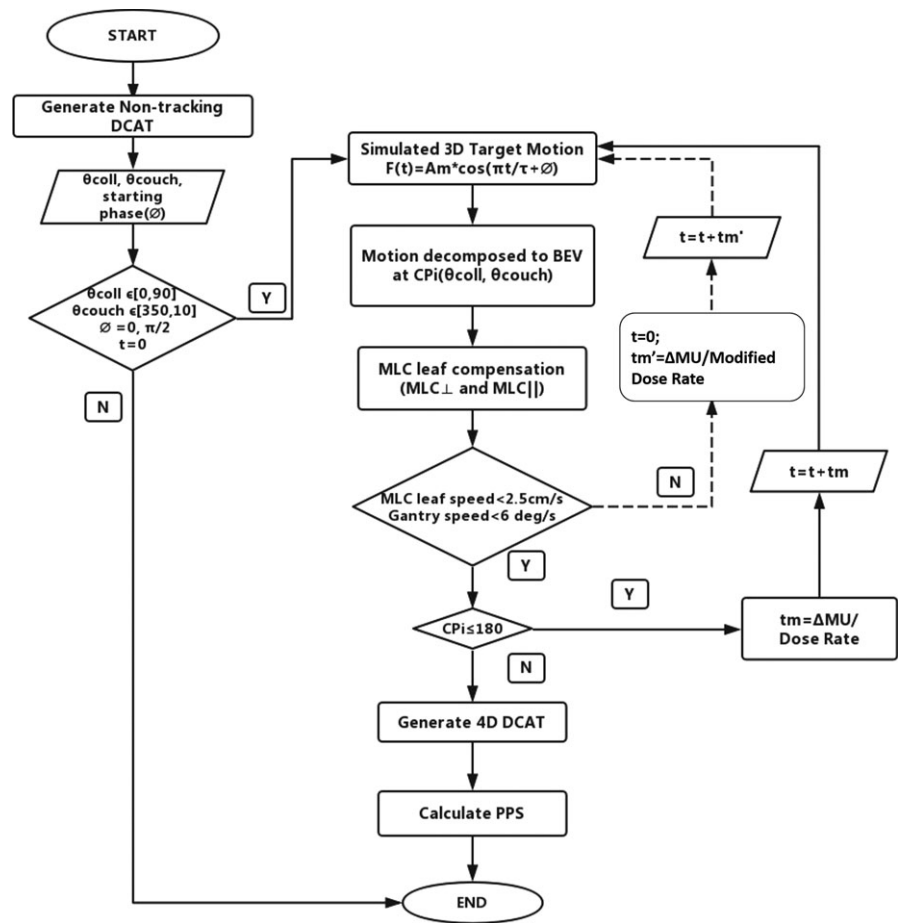 START
Generate Non-tracking
DCAT
θcoll, θcouch,
starting
phase(∅)
θcoll ϵ[0,90]
θcouch ϵ[350,10]
∅ =0, π/2
t=0
Y
N
Simulated 3D Target Motion
F(t)=Am*cos(πt/τ+∅)
Motion decomposed to BEV
at CPi(θcoll, θcouch)
MLC leaf compensation
(MLC⊥ and MLC||)
MLC leaf speed<2.5cm/s
Gantry speed<6 deg/s
N
t=0;
tm’=ΔMU/Modified
Dose Rate
t=t+tm'
Y
CPi≤180
Y
tm=ΔMU/
Dose Rate
t=t+tm
N
Generate 4D DCAT
Calculate PPS
END